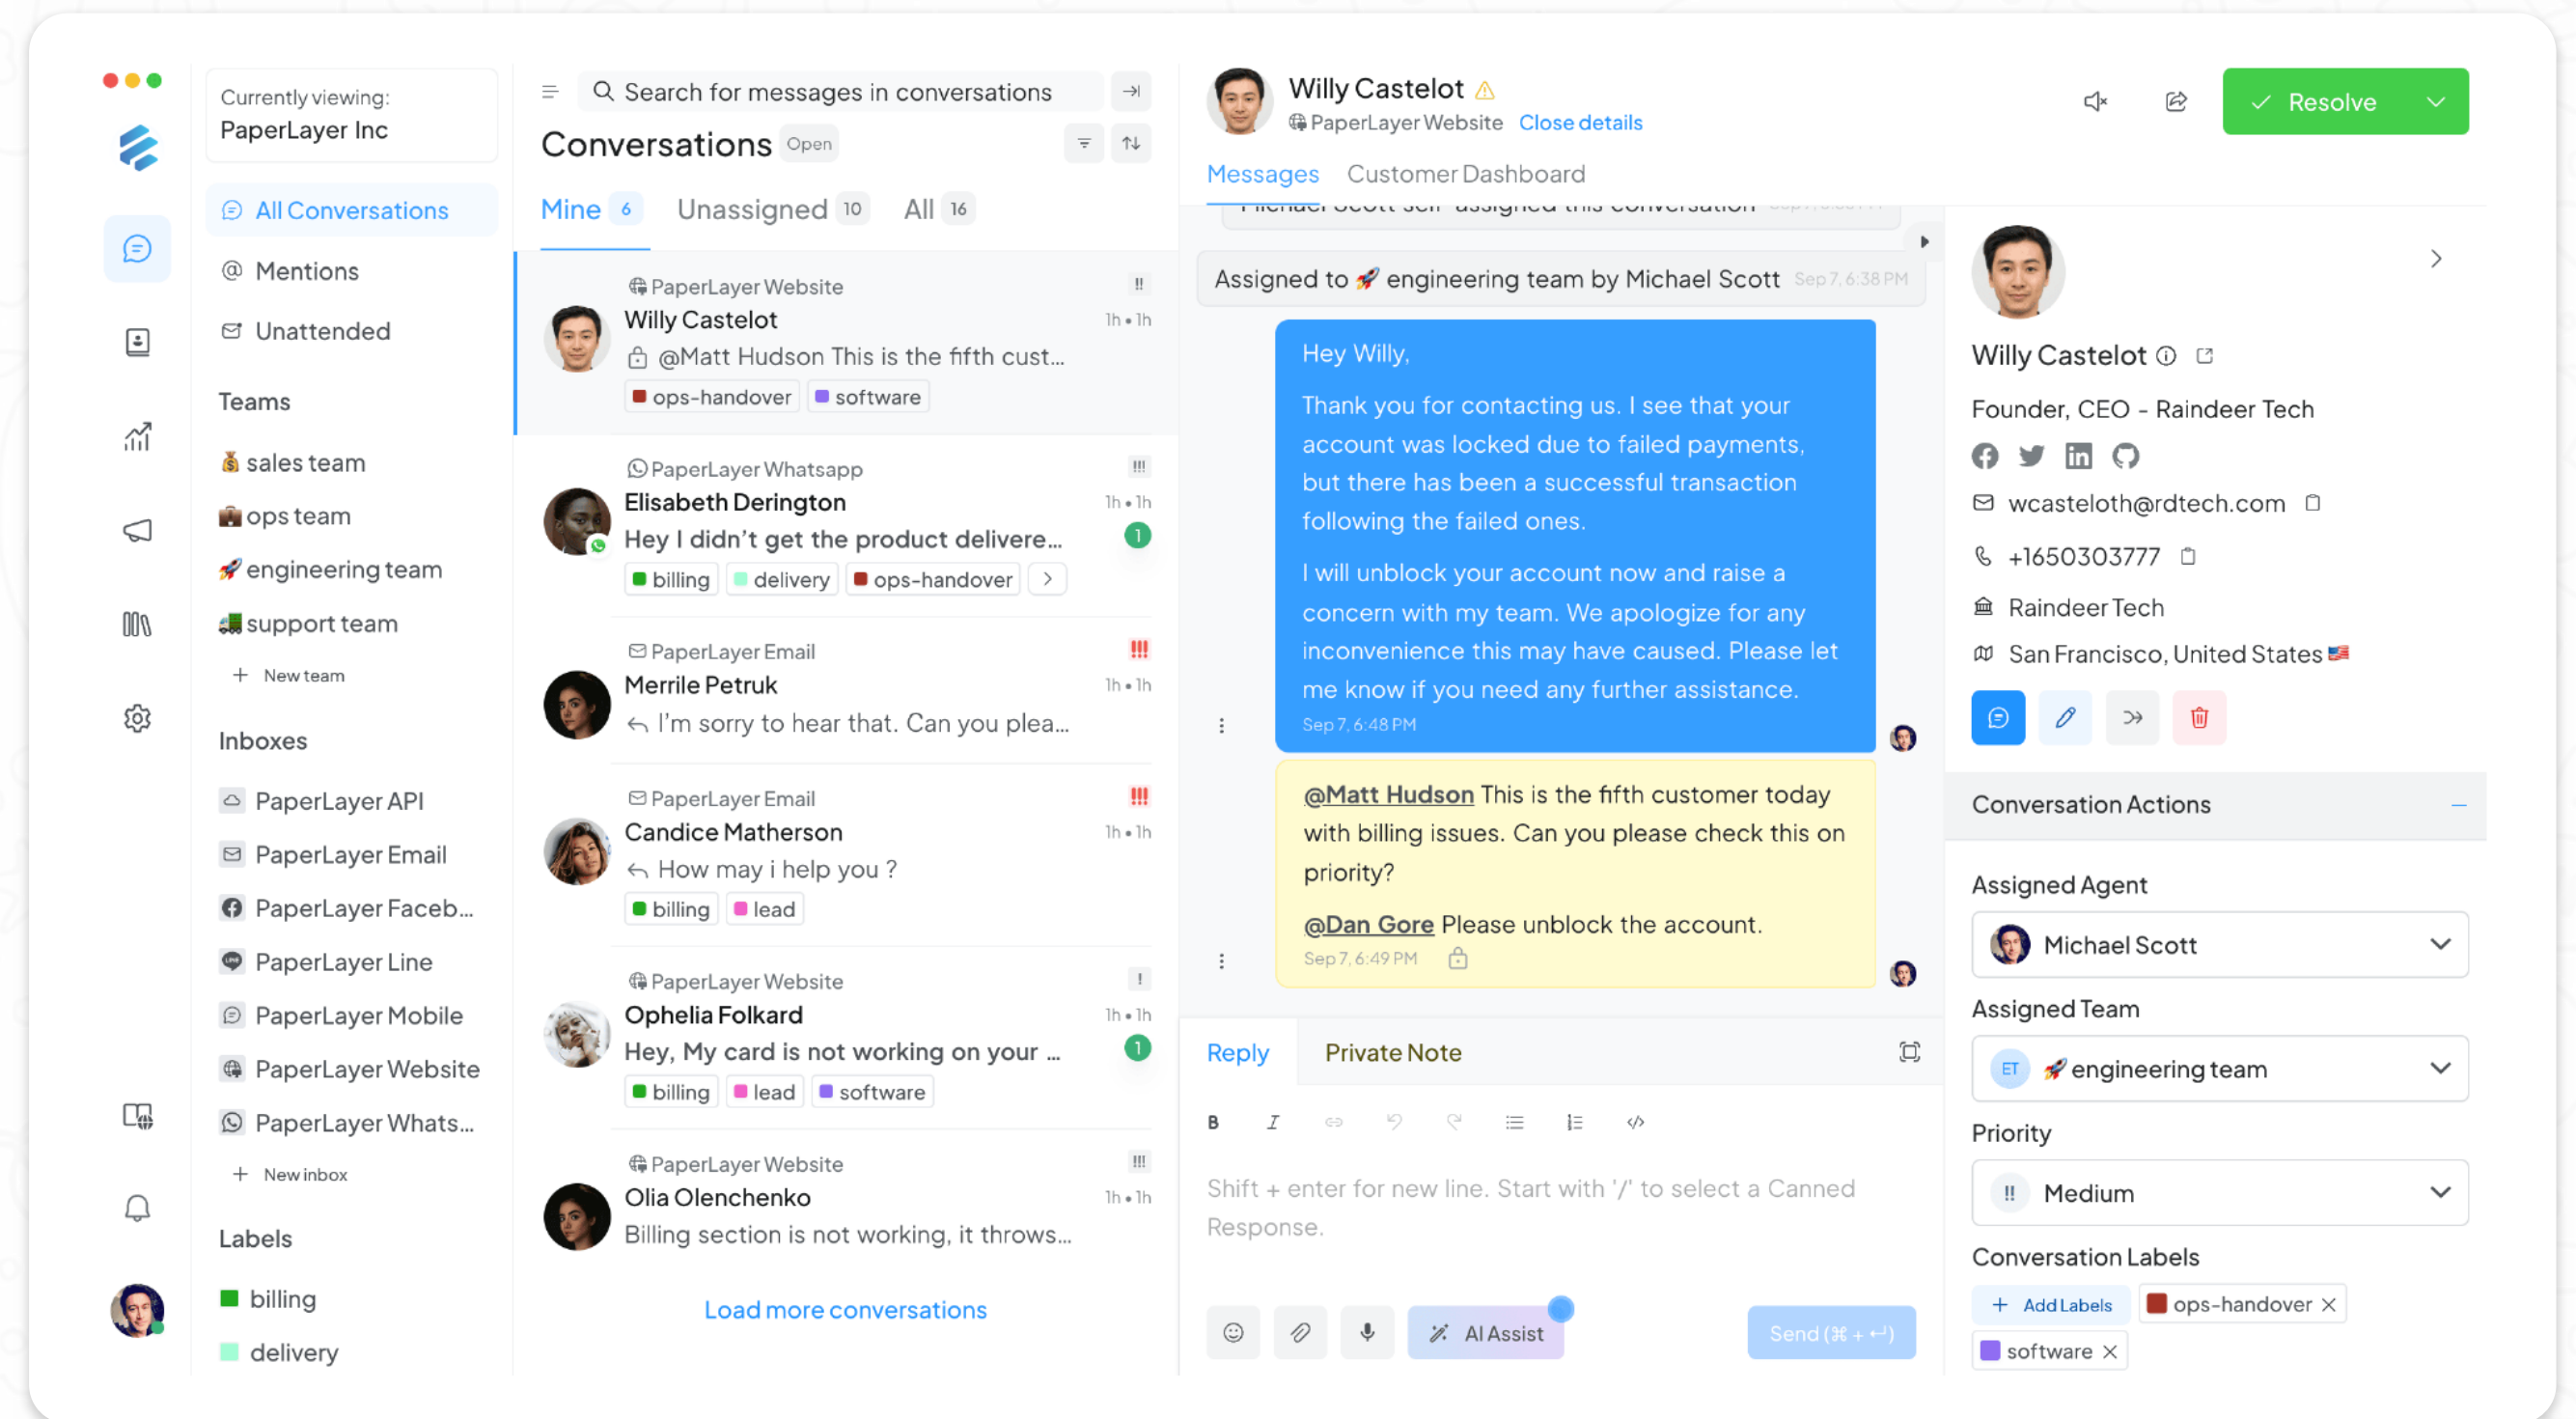 Currently viewing:
PaperLayer Inc
All Conversations
Mentions
Unattended
Teams
sales team
ops team
engineering team
support team
+ New team
Inboxes
PaperLayer API
PaperLayer Email
PaperLayer Faceb...
PaperLayer Line
PaperLayer Mobile
PaperLayer Website
PaperLayer Whats...
+ New inbox
Labels
billing
delivery
Search for messages in conversations
Conversations Open
Mine 6 Unassigned 10 All 16
PaperLayer Website
Willy Castelot 1h • 1h
@Matt Hudson This is the fifth cust...
ops-handover software
PaperLayer Whatsapp
Elisabeth Derington 1h • 1h
Hey I didn’t get the product delivere... 1
billing delivery ops-handover
PaperLayer Email
Merrile Petruk 1h • 1h
I’m sorry to hear that. Can you plea...
PaperLayer Email
Candice Matherson 1h • 1h
How may i help you ?
billing lead
PaperLayer Website
Ophelia Folkard 1h • 1h
Hey, My card is not working on your ... 1
billing lead software
PaperLayer Website
Olia Olenchenko 1h • 1h
Billing section is not working, it throws...
Load more conversations
Willy Castelot
PaperLayer Website Close details
Resolve
Messages Customer Dashboard
Michael Scott self-assigned this conversation
Assigned to 🚀 engineering team by Michael Scott Sep 7, 6:38 PM
Hey Willy,
Thank you for contacting us. I see that your
account was locked due to failed payments,
but there has been a successful transaction
following the failed ones.
I will unblock your account now and raise a
concern with my team. We apologize for any
inconvenience this may have caused. Please let
me know if you need any further assistance.
Sep 7, 6:48 PM
@Matt Hudson This is the fifth customer today
with billing issues. Can you please check this on
priority?
@Dan Gore Please unblock the account.
Sep 7, 6:49 PM
Reply Private Note
Shift + enter for new line. Start with '/' to select a Canned
Response.
AI Assist Send (⌘ + ↵)
Willy Castelot
Founder, CEO - Raindeer Tech
wcasteloth@rdtech.com
+1650303777
Raindeer Tech
San Francisco, United States 🇺🇸
Conversation Actions
Assigned Agent
Michael Scott
Assigned Team
ET 🚀 engineering team
Priority
Medium
Conversation Labels
+ Add Labels ops-handover
software